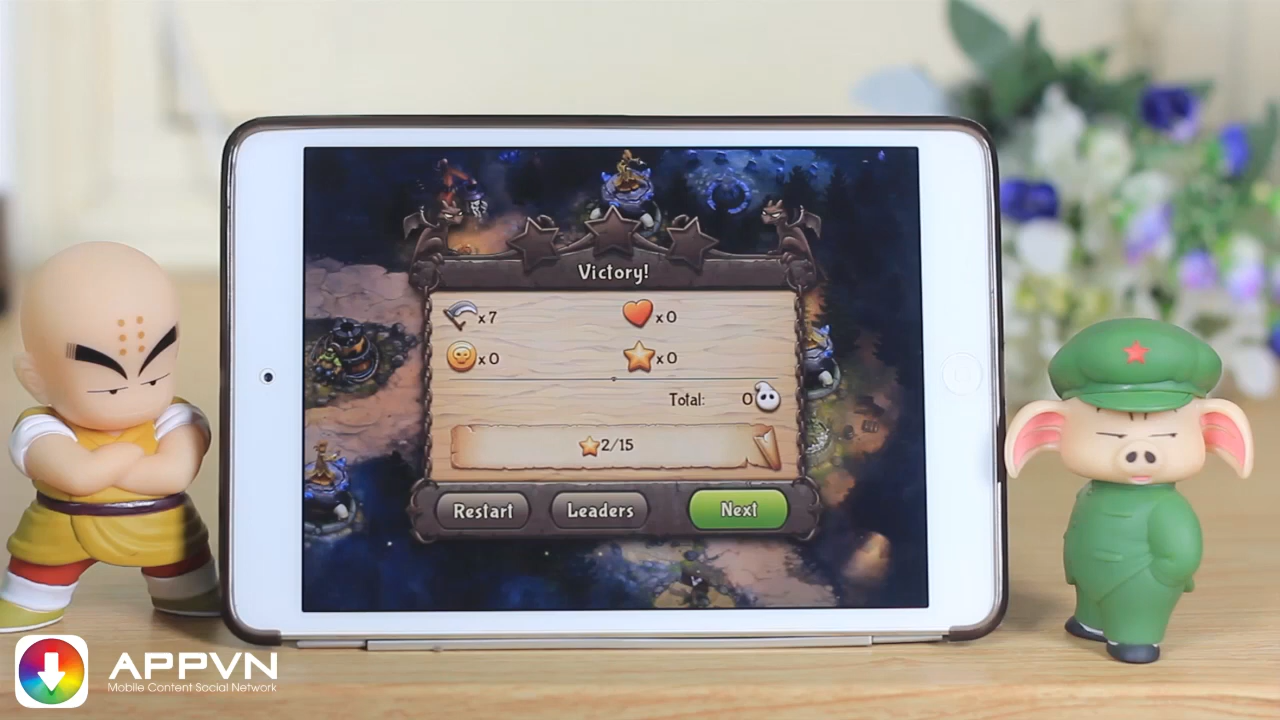 Victory!
x7
x0
x0
x0
Total: 0
2/15
Restart
Leaders
Next
APPVN
Mobile Content Social Network